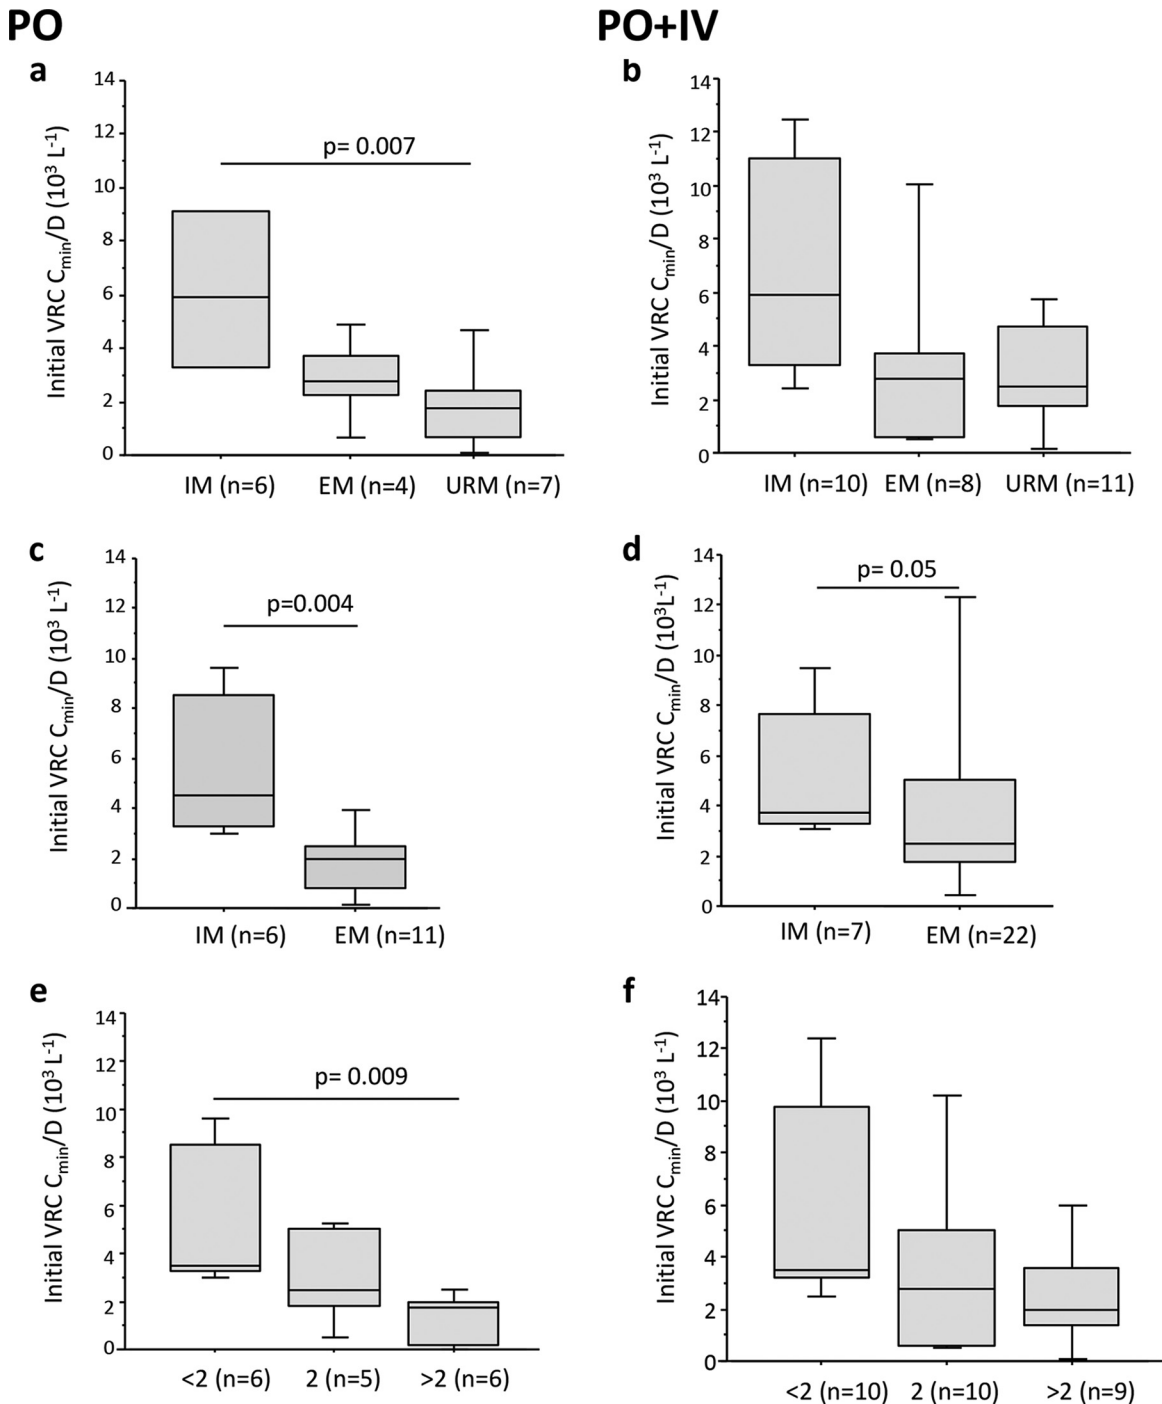 PO
PO+IV
a
Initial VRC Cmin/D (10³ L⁻¹)
14
12
10
8
6
4
2
0
p= 0.007
IM (n=6) EM (n=4) URM (n=7)
b
Initial VRC Cmin/D (10³ L⁻¹)
14
12
10
8
6
4
2
0
IM (n=10) EM (n=8) URM (n=11)
c
Initial VRC Cmin/D (10³ L⁻¹)
14
12
10
8
6
4
2
0
p=0.004
IM (n=6) EM (n=11)
d
Initial VRC Cmin/D (10³L⁻¹)
14
12
10
8
6
4
2
0
p= 0.05
IM (n=7) EM (n=22)
e
Initial VRC Cmin/D (10³ L⁻¹)
14
12
10
8
6
4
2
0
p= 0.009
<2 (n=6) 2 (n=5) >2 (n=6)
f
Initial VRC Cmin/D (10³ L⁻¹)
14
12
10
8
6
4
2
0
<2 (n=10) 2 (n=10) >2 (n=9)